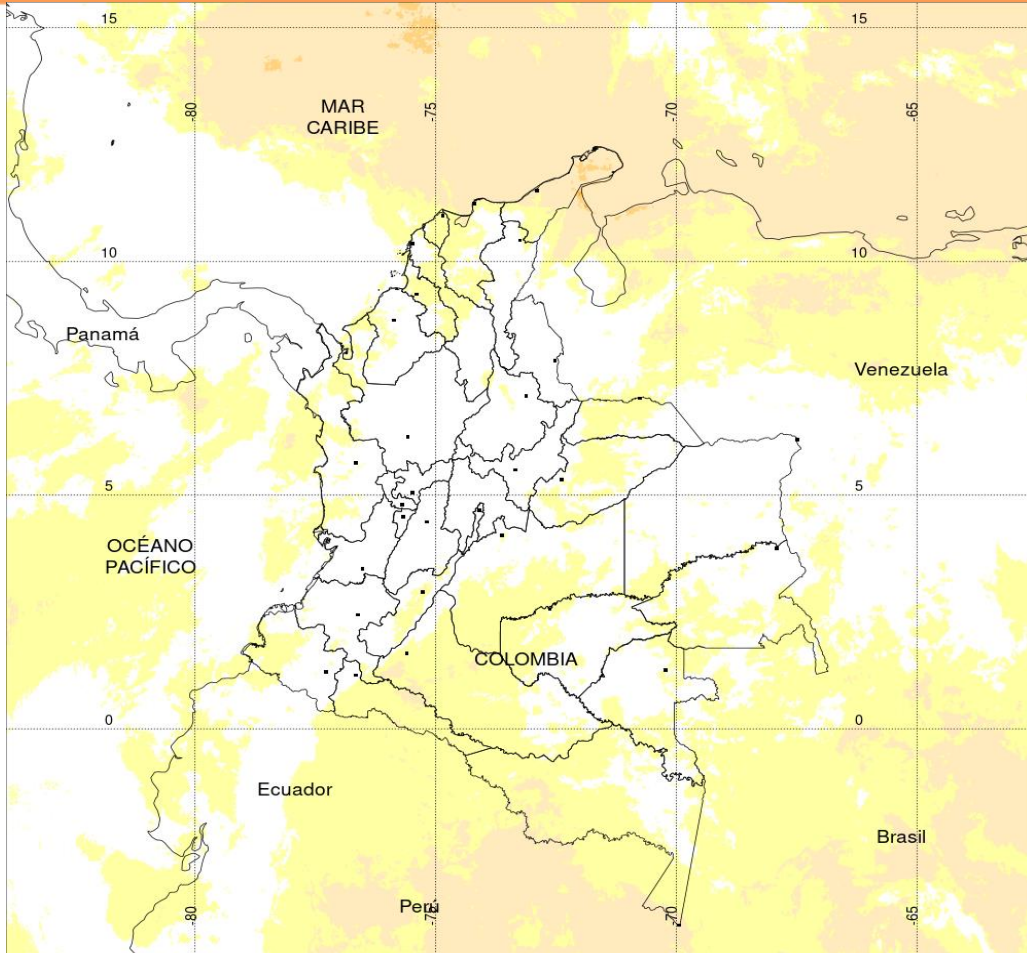 15
15
-80
-75
-70
-65
MAR
CARIBE
10
10
Panamá
Venezuela
5
5
OCÉANO
PACÍFICO
COLOMBIA
0
0
Ecuador
Brasil
Perú
-80
-75
-70
-65